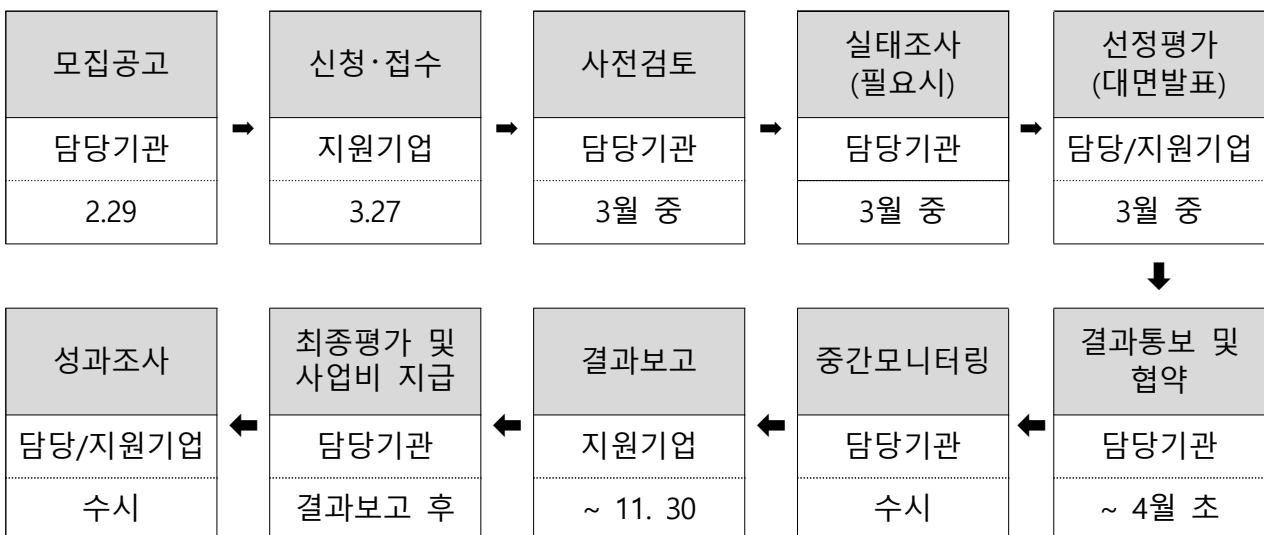 모집공고
담당기관
2.29
➡
신청·접수
지원기업
3.27
➡
사전검토
담당기관
3월 중
➡
실태조사
(필요시)
담당기관
3월 중
➡
선정평가
(대면발표)
담당/지원기업
3월 중
⬇
결과통보 및
협약
담당기관
~ 4월 초
⬅
중간모니터링
담당기관
수시
⬅
결과보고
지원기업
~ 11. 30
⬅
최종평가 및
사업비 지급
담당기관
결과보고 후
⬅
성과조사
담당/지원기업
수시